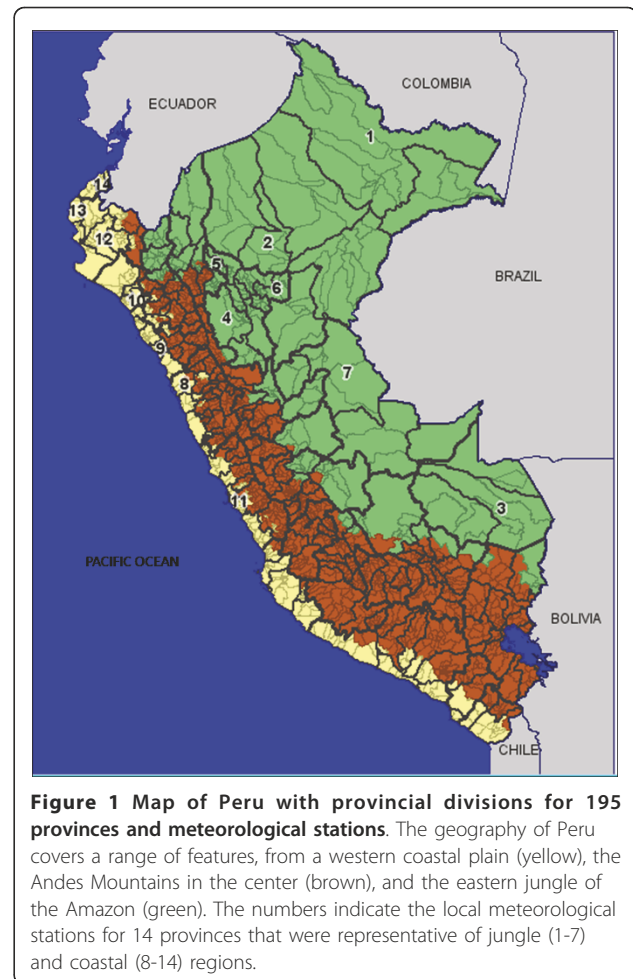 COLOMBIA
ECUADOR
1
14
13
12
2
5
6
BRAZIL
10
4
9
8
7
11
3
PACIFIC OCEAN
BOLIVIA
CHILE
Figure 1 Map of Peru with provincial divisions for 195
provinces and meteorological stations. The geography of Peru
covers a range of features, from a western coastal plain (yellow), the
Andes Mountains in the center (brown), and the eastern jungle of
the Amazon (green). The numbers indicate the local meteorological
stations for 14 provinces that were representative of jungle (1-7)
and coastal (8-14) regions.